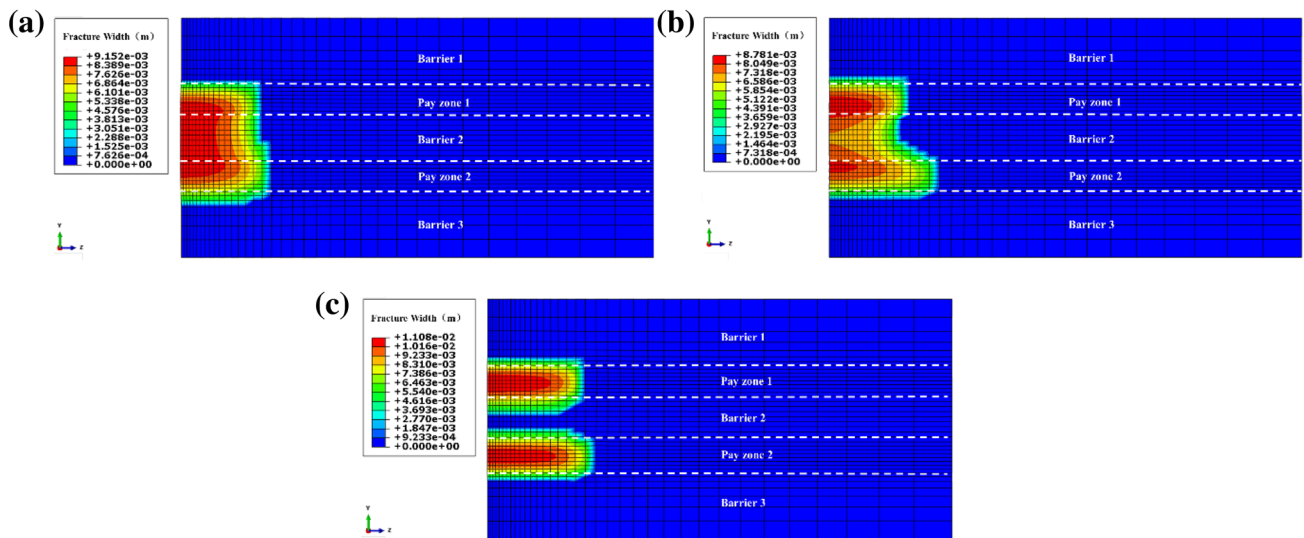 (a)
Fracture Width（m）
+9.152e-03
+8.389e-03
+7.626e-03
+6.864e-03
+6.101e-03
+5.338e-03
+4.576e-03
+3.813e-03
+3.051e-03
+2.288e-03
+1.525e-03
+7.626e-04
+0.000e+00
Barrier 1
Pay zone 1
Barrier 2
Pay zone 2
Barrier 3
Y
Z
(b)
Fracture Width（m）
+8.781e-03
+8.049e-03
+7.318e-03
+6.586e-03
+5.854e-03
+5.122e-03
+4.391e-03
+3.659e-03
+2.927e-03
+2.195e-03
+1.464e-03
+7.318e-04
+0.000e+00
Barrier 1
Pay zone 1
Barrier 2
Pay zone 2
Barrier 3
Y
Z
(c)
Fracture Width（m）
+1.108e-02
+1.016e-02
+9.233e-03
+8.310e-03
+7.386e-03
+6.463e-03
+5.540e-03
+4.616e-03
+3.693e-03
+2.770e-03
+1.847e-03
+9.233e-04
+0.000e+00
Barrier 1
Pay zone 1
Barrier 2
Pay zone 2
Barrier 3
Y
Z